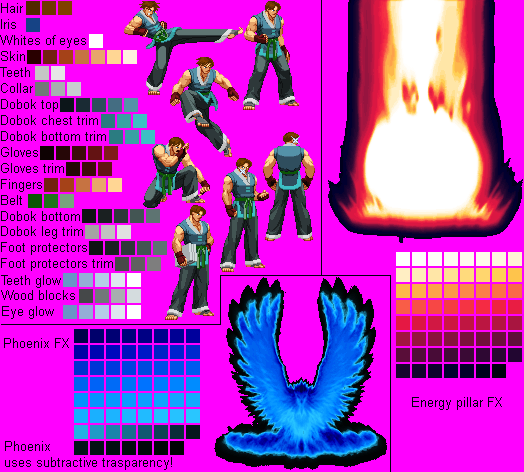 Hair
Iris
Whites of eyes
Skin
Teeth
Collar
Dobok top
Dobok chest trim
Dobok bottom trim
Gloves
Gloves trim
Fingers
Belt
Dobok bottom
Dobok leg trim
Foot protectors
Foot protectors trim
Teeth glow
Wood blocks
Eye glow
Phoenix FX
Phoenix
uses subtractive trasparency!
Energy pillar FX